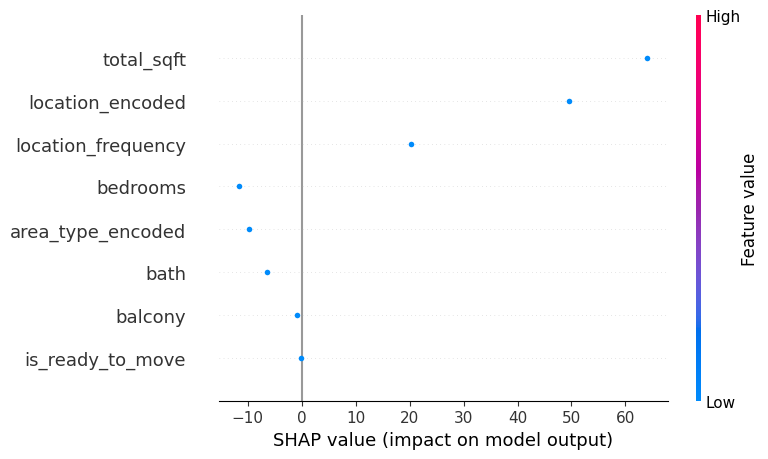 High
total_sqft
location_encoded
location_frequency
bedrooms
area_type_encoded
bath
balcony
is_ready_to_move
Feature value
Low
−10 0 10 20 30 40 50 60
SHAP value (impact on model output)